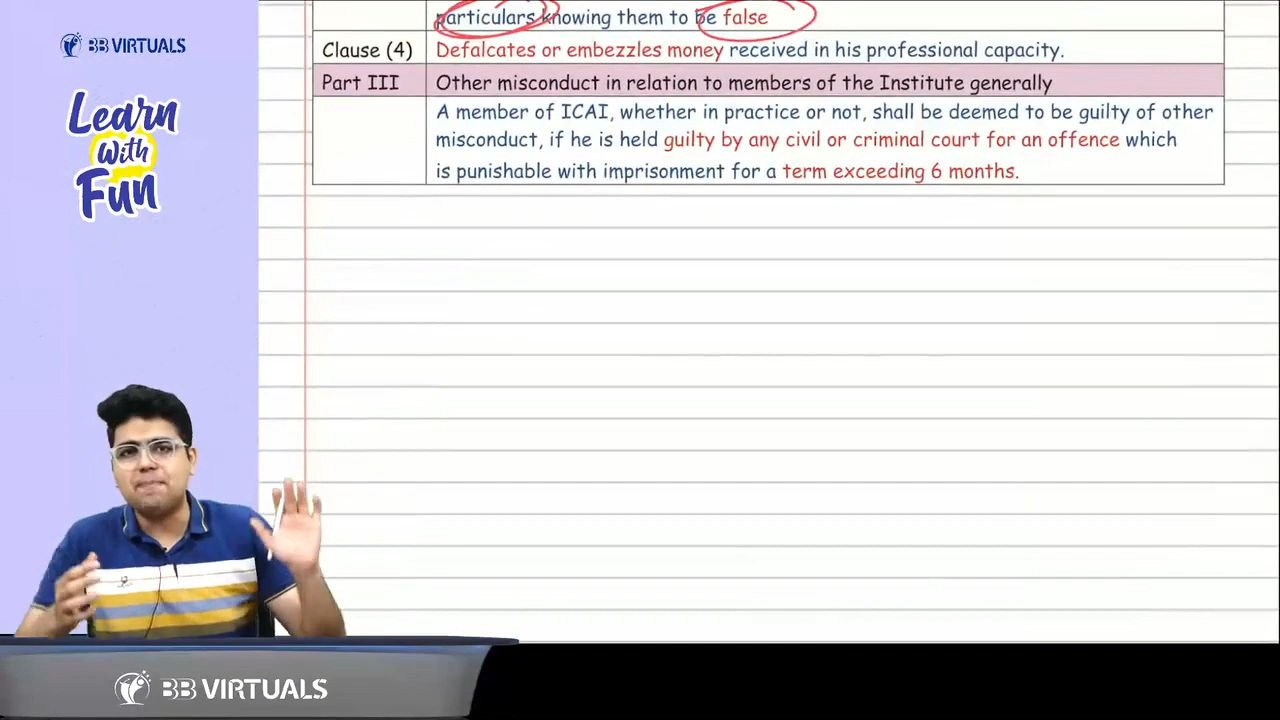 particulars knowing them to be false
BB VIRTUALS
Clause (4) Defalcates or embezzles money received in his professional capacity.
Part III Other misconduct in relation to members of the Institute generally
Learn
with
Fun
A member of ICAI, whether in practice or not, shall be deemed to be guilty of other
misconduct, if he is held guilty by any civil or criminal court for an offence which
is punishable with imprisonment for a term exceeding 6 months.
BB VIRTUALS